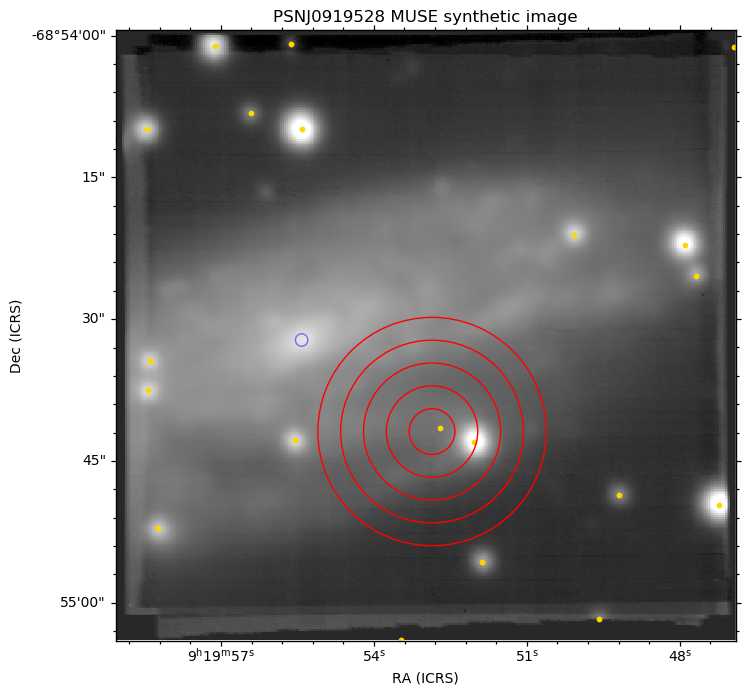 PSNJ0919528 MUSE synthetic image
-68°54'00"
15"
30"
45"
55'00"
Dec (ICRS)
9ʰ19ᵐ57ˢ 54ˢ 51ˢ 48ˢ
RA (ICRS)